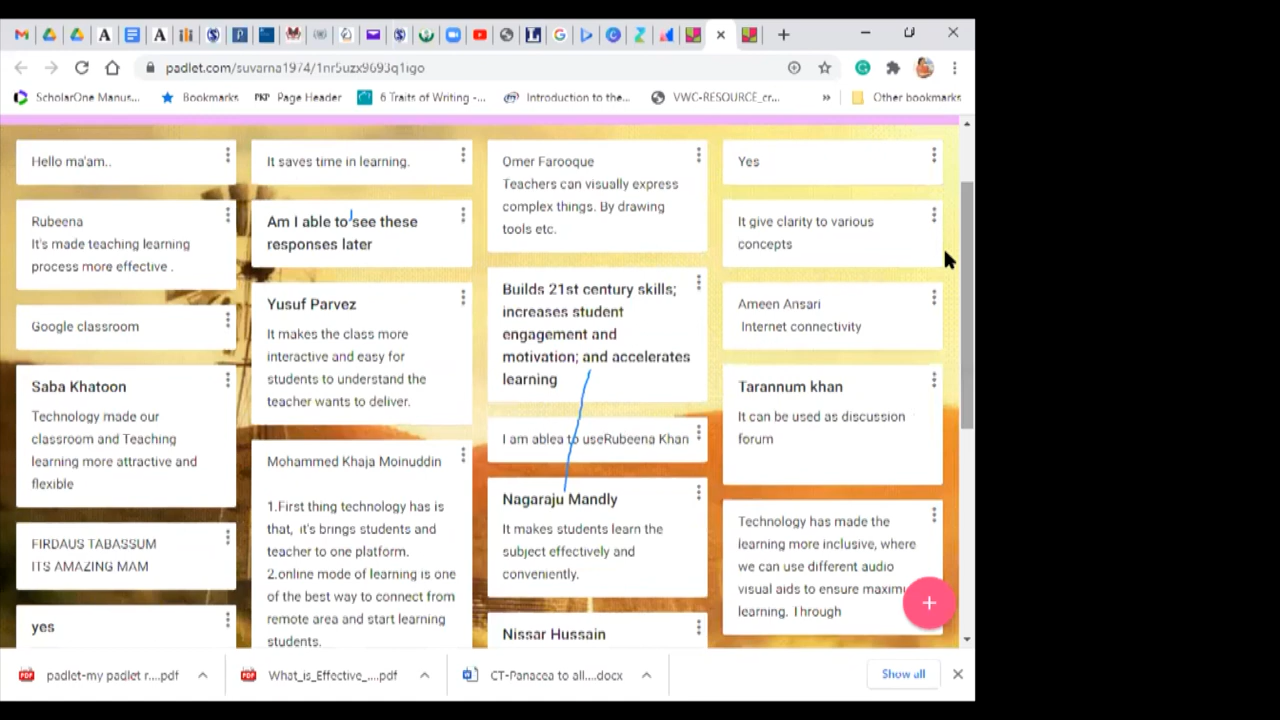 padlet.com/suvarna1974/1nr5uzx9693q1igo
ScholarOne Manus...
Bookmarks
PKP Page Header
6 Traits of Writing -...
Introduction to the...
VWC-RESOURCE_cr...
»
Other bookmarks
Hello ma'am..
Rubeena
It's made teaching learning
process more effective .
Google classroom
Saba Khatoon
Technology made our
classroom and Teaching
learning more attractive and
flexible
FIRDAUS TABASSUM
ITS AMAZING MAM
yes
It saves time in learning.
Am I able to see these
responses later
Yusuf Parvez
It makes the class more
interactive and easy for
students to understand the
teacher wants to deliver.
Mohammed Khaja Moinuddin
1.First thing technology has is
that, it's brings students and
teacher to one platform.
2.online mode of learning is one
of the best way to connect from
remote area and start learning
students.
Omer Farooque
Teachers can visually express
complex things. By drawing
tools etc.
Builds 21st century skills;
increases student
engagement and
motivation; and accelerates
learning
I am ablea to useRubeena Khan
Nagaraju Mandly
It makes students learn the
subject effectively and
conveniently.
Nissar Hussain
Yes
It give clarity to various
concepts
Ameen Ansari
Internet connectivity
Tarannum khan
It can be used as discussion
forum
Technology has made the
learning more inclusive, where
we can use different audio
visual aids to ensure maximu
learning. Through
padlet-my padlet r....pdf
What_is_Effective_....pdf
CT-Panacea to all....docx
Show all